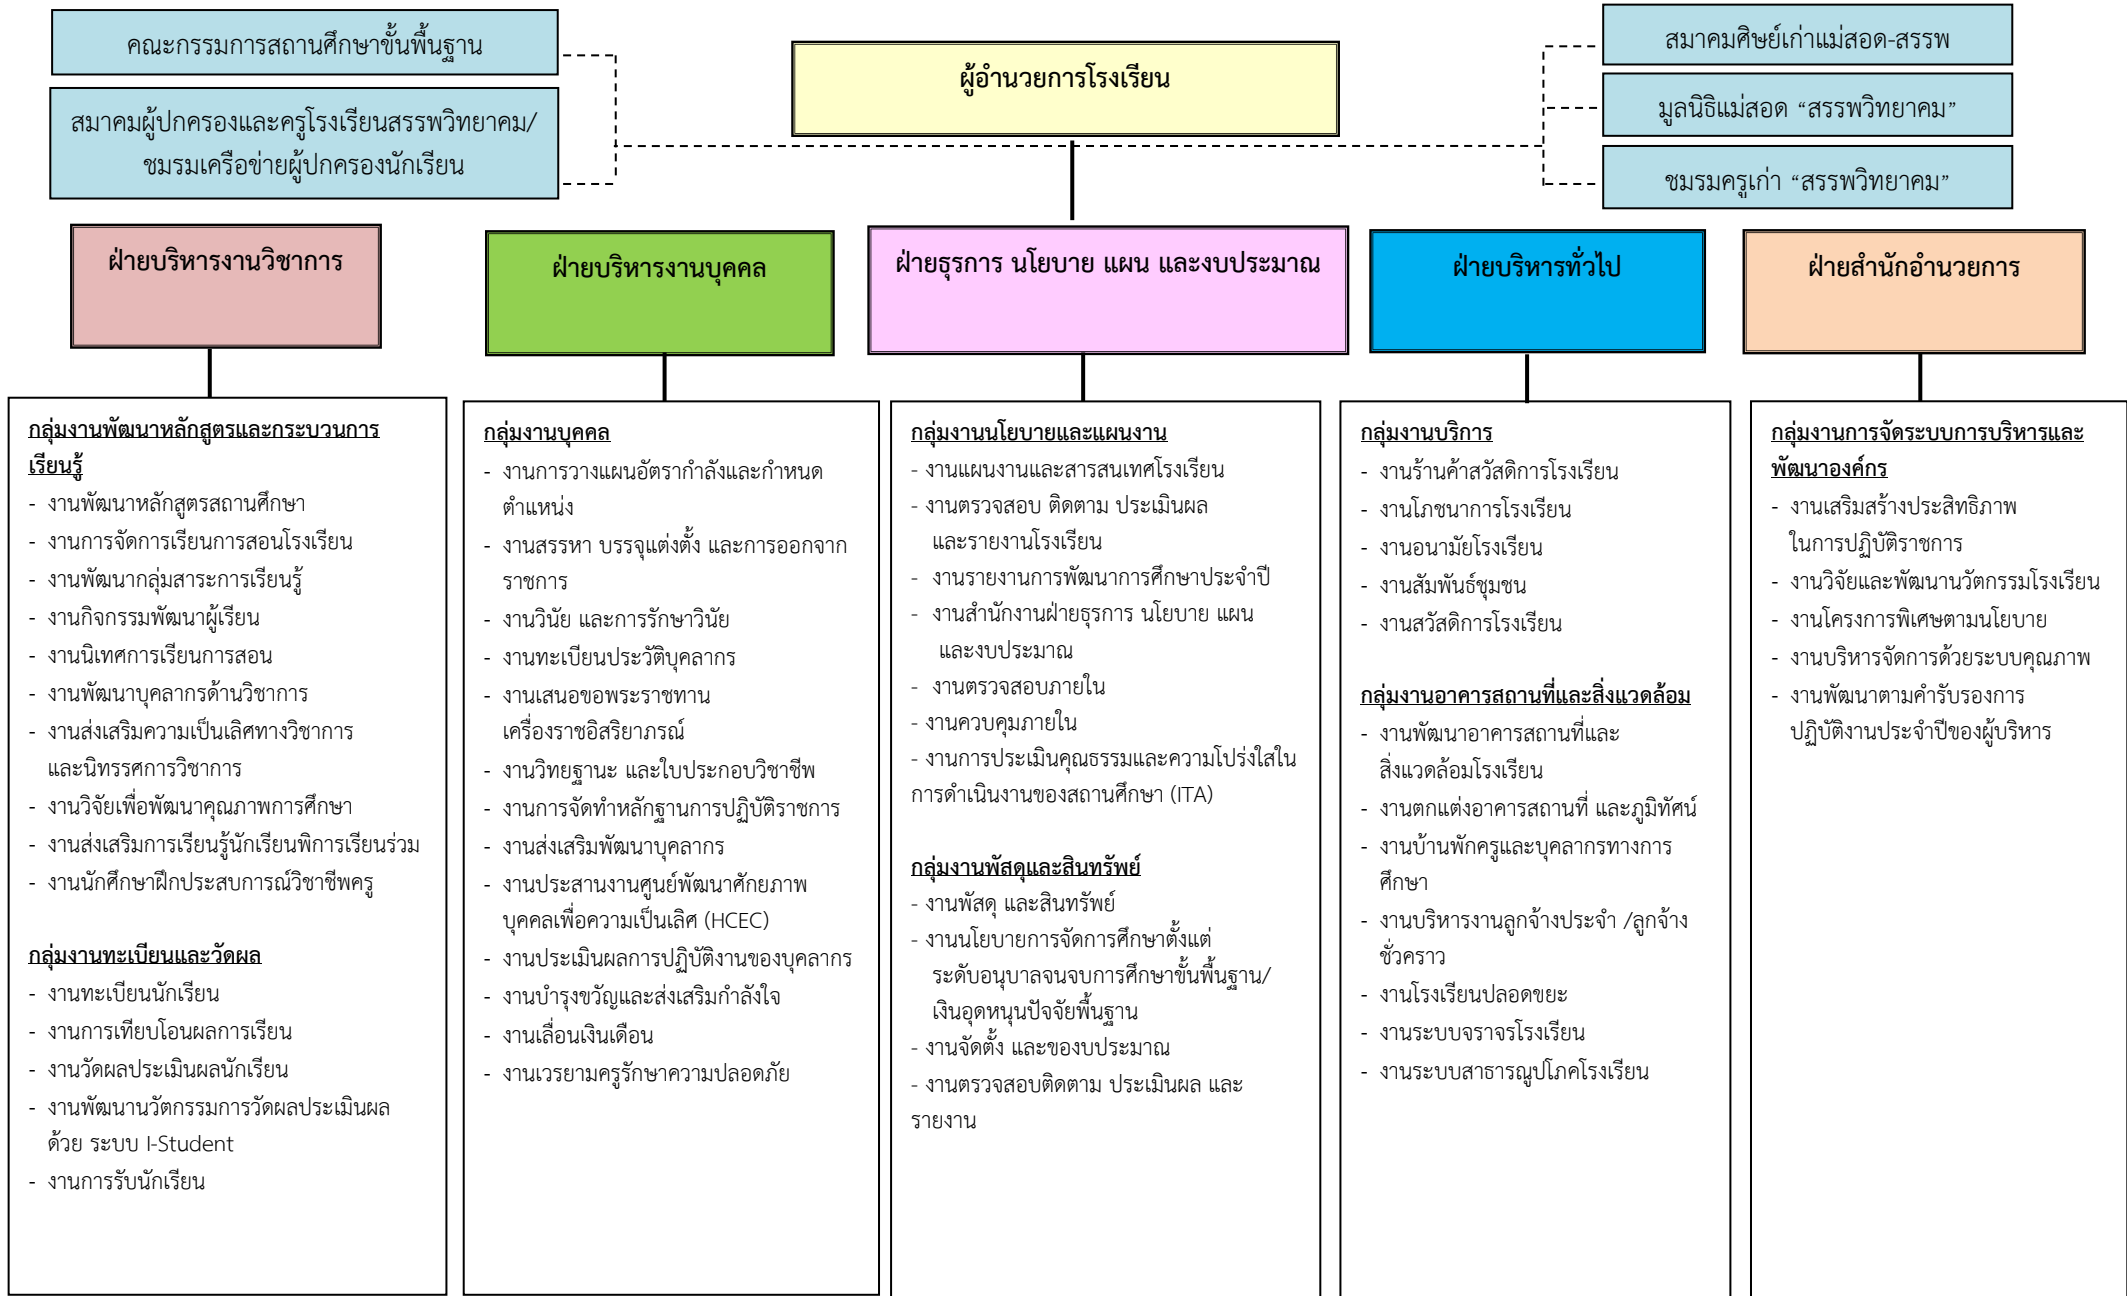 คณะกรรมการสถานศึกษาขั้นพื้นฐาน
สมาคมผู้ปกครองและครูโรงเรียนสรรพวิทยาคม/
ชมรมเครือข่ายผู้ปกครองนักเรียน
ผู้อำนวยการโรงเรียน
สมาคมศิษย์เก่าแม่สอด-สรรพ
มูลนิธิแม่สอด “สรรพวิทยาคม”
ชมรมครูเก่า “สรรพวิทยาคม”
ฝ่ายบริหารงานวิชาการ
ฝ่ายบริหารงานบุคคล
ฝ่ายธุรการ นโยบาย แผน และงบประมาณ
ฝ่ายบริหารทั่วไป
ฝ่ายสำนักอำนวยการ
กลุ่มงานพัฒนาหลักสูตรและกระบวนการ
เรียนรู้
- งานพัฒนาหลักสูตรสถานศึกษา
- งานการจัดการเรียนการสอนโรงเรียน
- งานพัฒนากลุ่มสาระการเรียนรู้
- งานกิจกรรมพัฒนาผู้เรียน
- งานนิเทศการเรียนการสอน
- งานพัฒนาบุคลากรด้านวิชาการ
- งานส่งเสริมความเป็นเลิศทางวิชาการ
และนิทรรศการวิชาการ
- งานวิจัยเพื่อพัฒนาคุณภาพการศึกษา
- งานส่งเสริมการเรียนรู้นักเรียนพิการเรียนร่วม
- งานนักศึกษาฝึกประสบการณ์วิชาชีพครู
กลุ่มงานทะเบียนและวัดผล
- งานทะเบียนนักเรียน
- งานการเทียบโอนผลการเรียน
- งานวัดผลประเมินผลนักเรียน
- งานพัฒนานวัตกรรมการวัดผลประเมินผล
ด้วย ระบบ I-Student
- งานการรับนักเรียน
กลุ่มงานบุคคล
- งานการวางแผนอัตรากำลังและกำหนด
ตำแหน่ง
- งานสรรหา บรรจุแต่งตั้ง และการออกจาก
ราชการ
- งานวินัย และการรักษาวินัย
- งานทะเบียนประวัติบุคลากร
- งานเสนอขอพระราชทาน
เครื่องราชอิสริยาภรณ์
- งานวิทยฐานะ และใบประกอบวิชาชีพ
- งานการจัดทำหลักฐานการปฏิบัติราชการ
- งานส่งเสริมพัฒนาบุคลากร
- งานประสานงานศูนย์พัฒนาศักยภาพ
บุคคลเพื่อความเป็นเลิศ (HCEC)
- งานประเมินผลการปฏิบัติงานของบุคลากร
- งานบำรุงขวัญและส่งเสริมกำลังใจ
- งานเลื่อนเงินเดือน
- งานเวรยามครูรักษาความปลอดภัย
กลุ่มงานนโยบายและแผนงาน
- งานแผนงานและสารสนเทศโรงเรียน
- งานตรวจสอบ ติดตาม ประเมินผล
และรายงานโรงเรียน
- งานรายงานการพัฒนาการศึกษาประจำปี
- งานสำนักงานฝ่ายธุรการ นโยบาย แผน
และงบประมาณ
- งานตรวจสอบภายใน
- งานควบคุมภายใน
- งานการประเมินคุณธรรมและความโปร่งใสใน
การดำเนินงานของสถานศึกษา (ITA)
กลุ่มงานพัสดุและสินทรัพย์
- งานพัสดุ และสินทรัพย์
- งานนโยบายการจัดการศึกษาตั้งแต่
ระดับอนุบาลจนจบการศึกษาขั้นพื้นฐาน/
เงินอุดหนุนปัจจัยพื้นฐาน
- งานจัดตั้ง และของบประมาณ
- งานตรวจสอบติดตาม ประเมินผล และ
รายงาน
กลุ่มงานบริการ
- งานร้านค้าสวัสดิการโรงเรียน
- งานโภชนาการโรงเรียน
- งานอนามัยโรงเรียน
- งานสัมพันธ์ชุมชน
- งานสวัสดิการโรงเรียน
กลุ่มงานอาคารสถานที่และสิ่งแวดล้อม
- งานพัฒนาอาคารสถานที่และ
สิ่งแวดล้อมโรงเรียน
- งานตกแต่งอาคารสถานที่ และภูมิทัศน์
- งานบ้านพักครูและบุคลากรทางการ
ศึกษา
- งานบริหารงานลูกจ้างประจำ /ลูกจ้าง
ชั่วคราว
- งานโรงเรียนปลอดขยะ
- งานระบบจราจรโรงเรียน
- งานระบบสาธารณูปโภคโรงเรียน
กลุ่มงานการจัดระบบการบริหารและ
พัฒนาองค์กร
- งานเสริมสร้างประสิทธิภาพ
ในการปฏิบัติราชการ
- งานวิจัยและพัฒนานวัตกรรมโรงเรียน
- งานโครงการพิเศษตามนโยบาย
- งานบริหารจัดการด้วยระบบคุณภาพ
- งานพัฒนาตามคำรับรองการ
ปฏิบัติงานประจำปีของผู้บริหาร